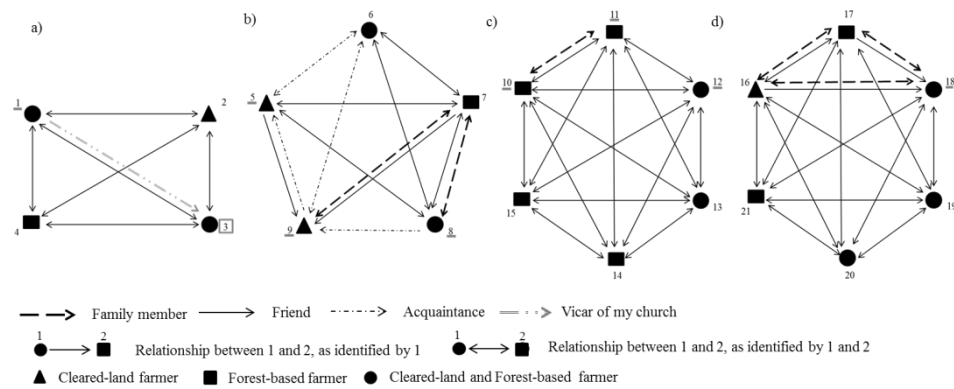 a)
b)
c)
d)
1
2
3
4
5
6
7
8
9
10
11
12
13
14
15
16
17
18
19
20
21
Family member
Friend
Acquaintance
Vicar of my church
1 2 Relationship between 1 and 2, as identified by 1
1 2 Relationship between 1 and 2, as identified by 1 and 2
Cleared-land farmer
Forest-based farmer
Cleared-land and Forest-based farmer